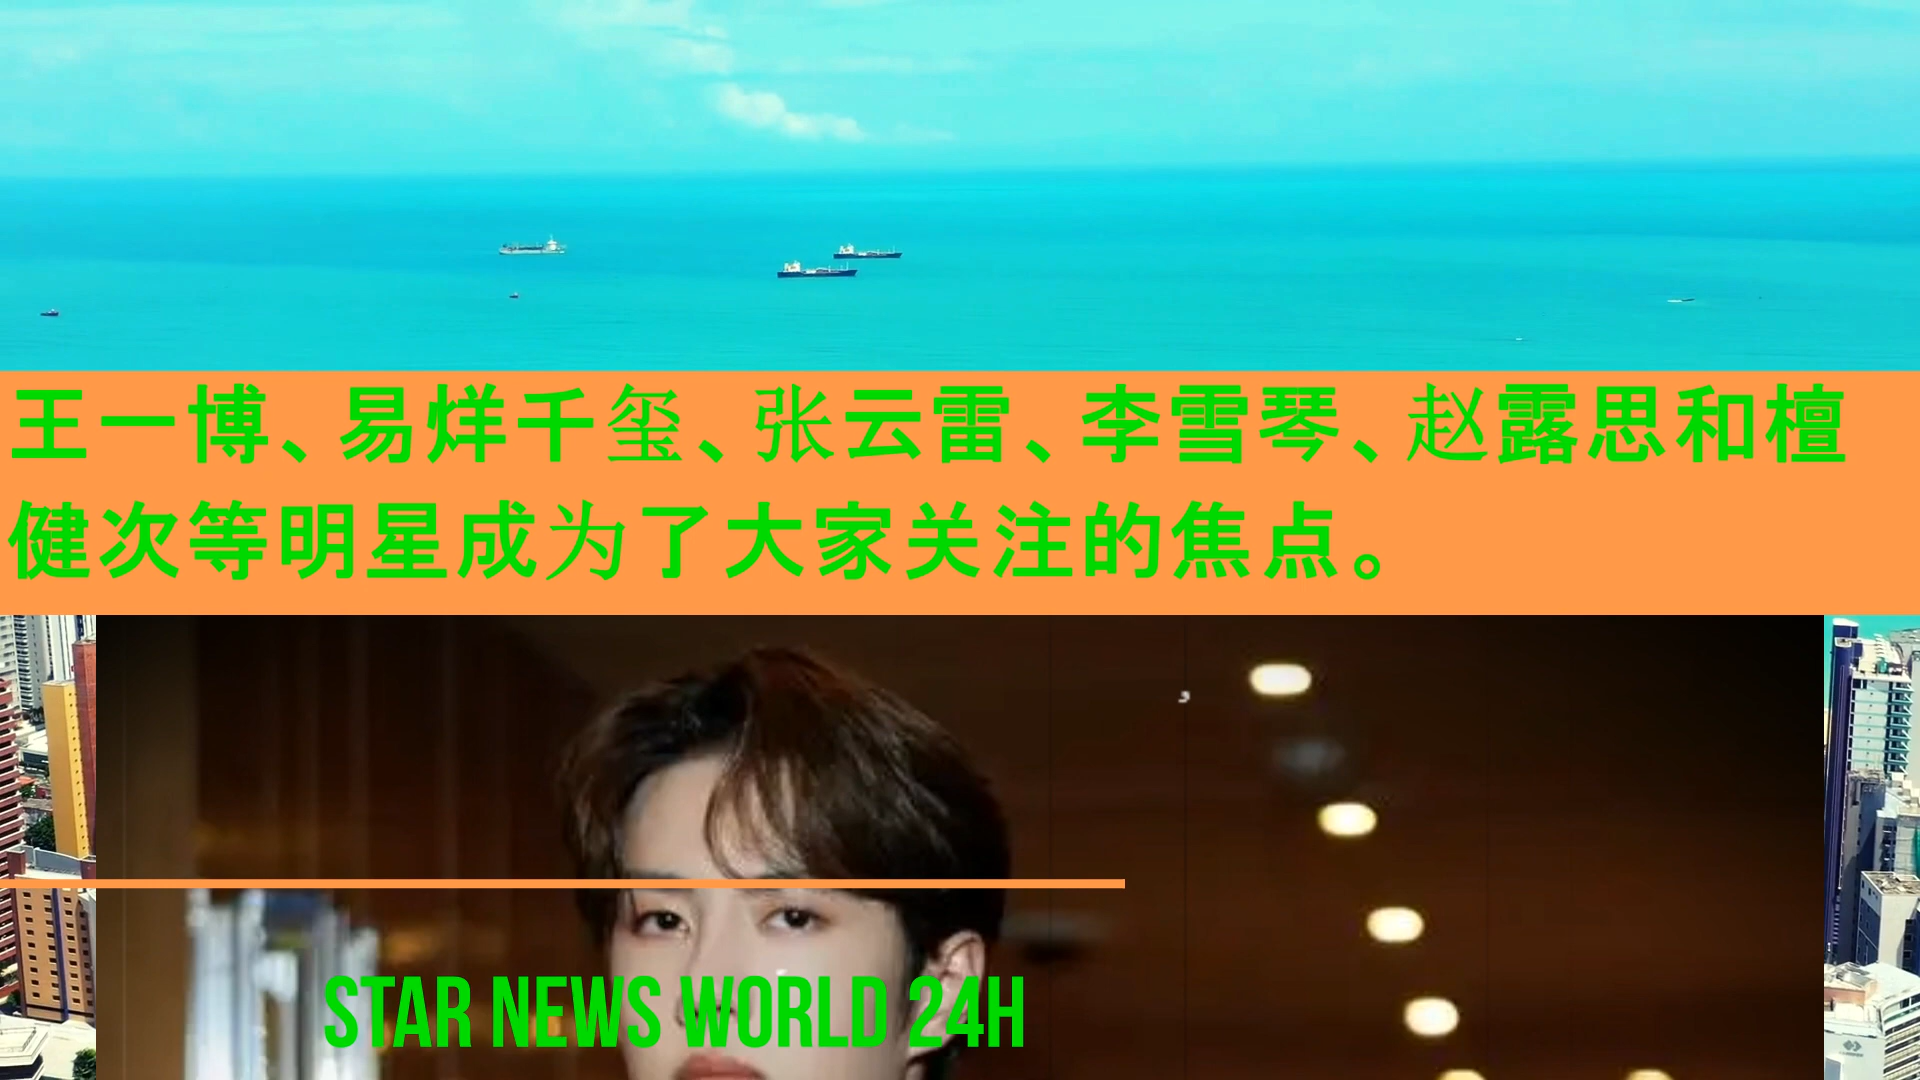 王一博、易烊千玺、张云雷、李雪琴、赵露思和檀
健次等明星成为了大家关注的焦点。
STAR NEWS WORLD 24H